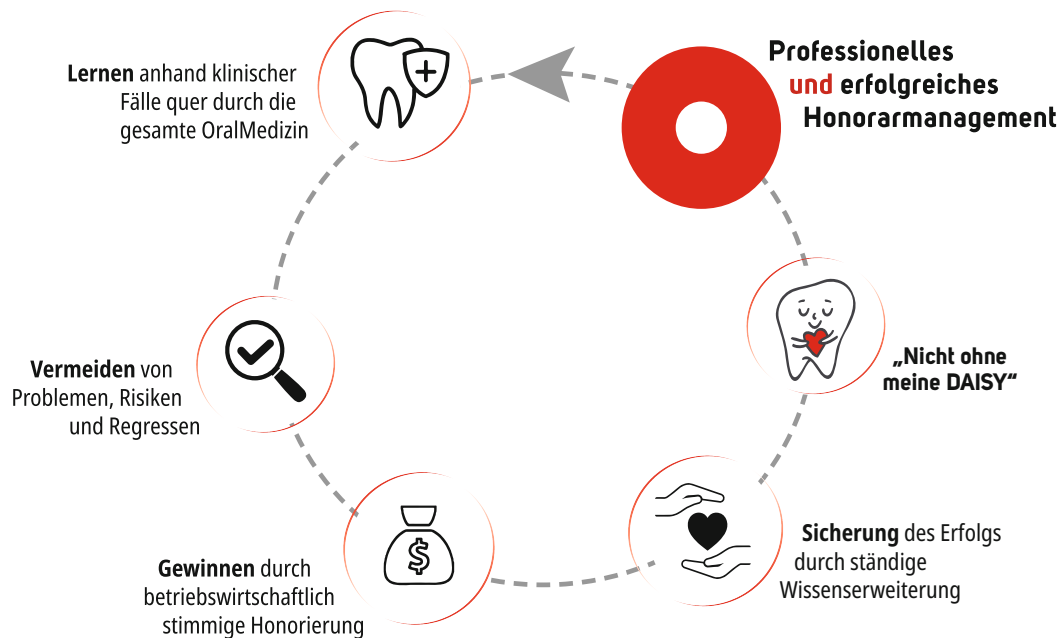 Professionelles
und erfolgreiches
Honorarmanagement
Lernen anhand klinischer
Fälle quer durch die
gesamte OralMedizin
Vermeiden von
Problemen, Risiken
und Regressen
$
Gewinnen durch
betriebswirtschaftlich
stimmige Honorierung
Sicherung des Erfolgs
durch ständige
Wissenserweiterung
„Nicht ohne
meine DAISY“